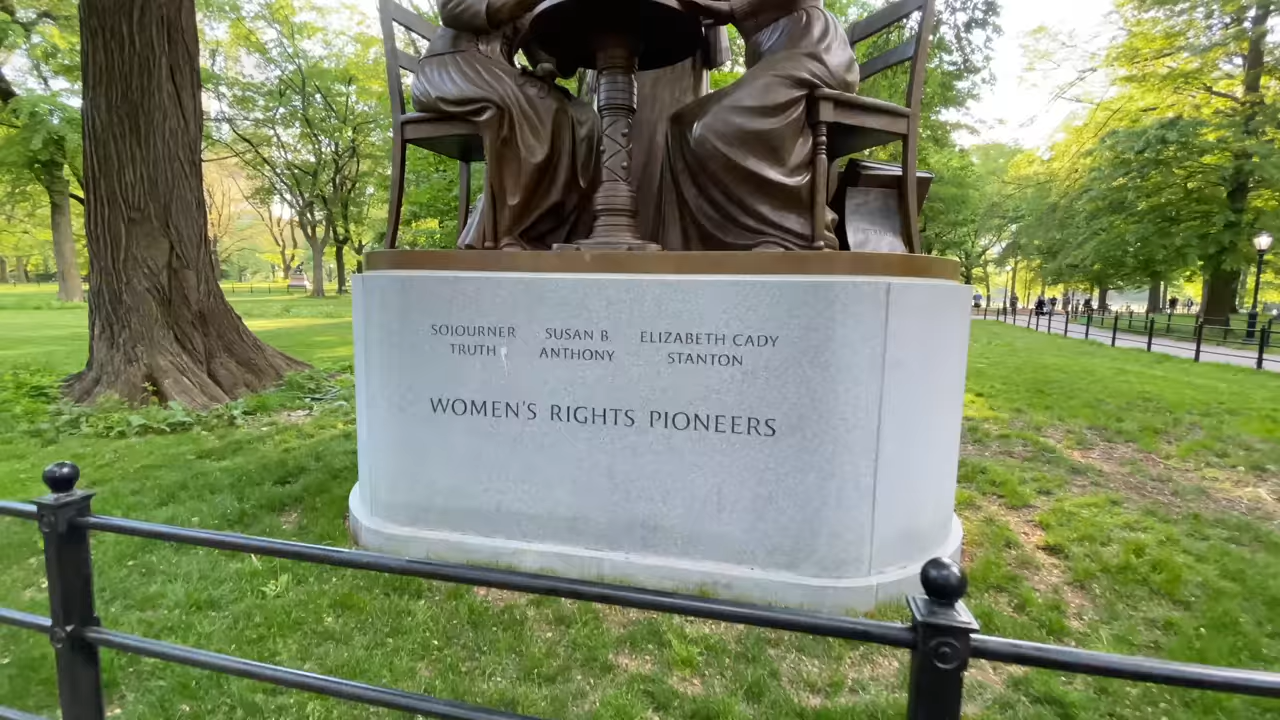 SOJOURNER SUSAN B. ELIZABETH CADY
TRUTH ANTHONY STANTON
WOMEN'S RIGHTS PIONEERS